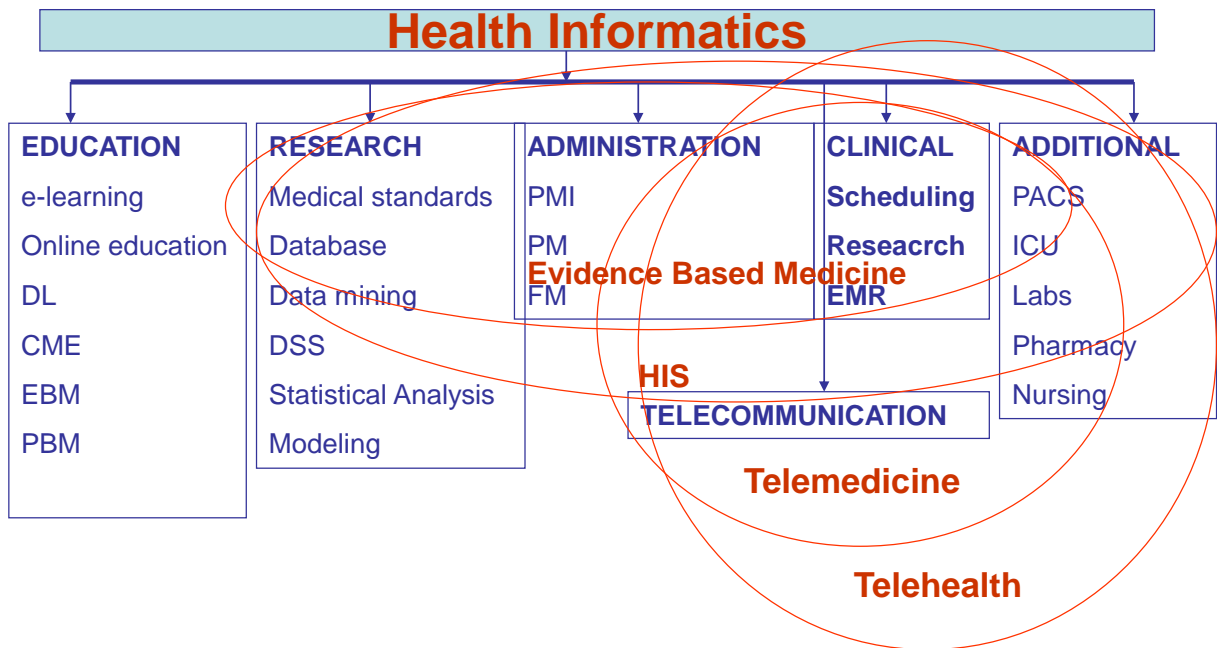 Health Informatics
EDUCATION
e-learning
Online education
DL
CME
EBM
PBM
RESEARCH
Medical standards
Database
Data mining
DSS
Statistical Analysis
Modeling
ADMINISTRATION
PMI
PM
FM
CLINICAL
Scheduling
Reseacrch
EMR
ADDITIONAL
PACS
ICU
Labs
Pharmacy
Nursing
Evidence Based Medicine
HIS
TELECOMMUNICATION
Telemedicine
Telehealth